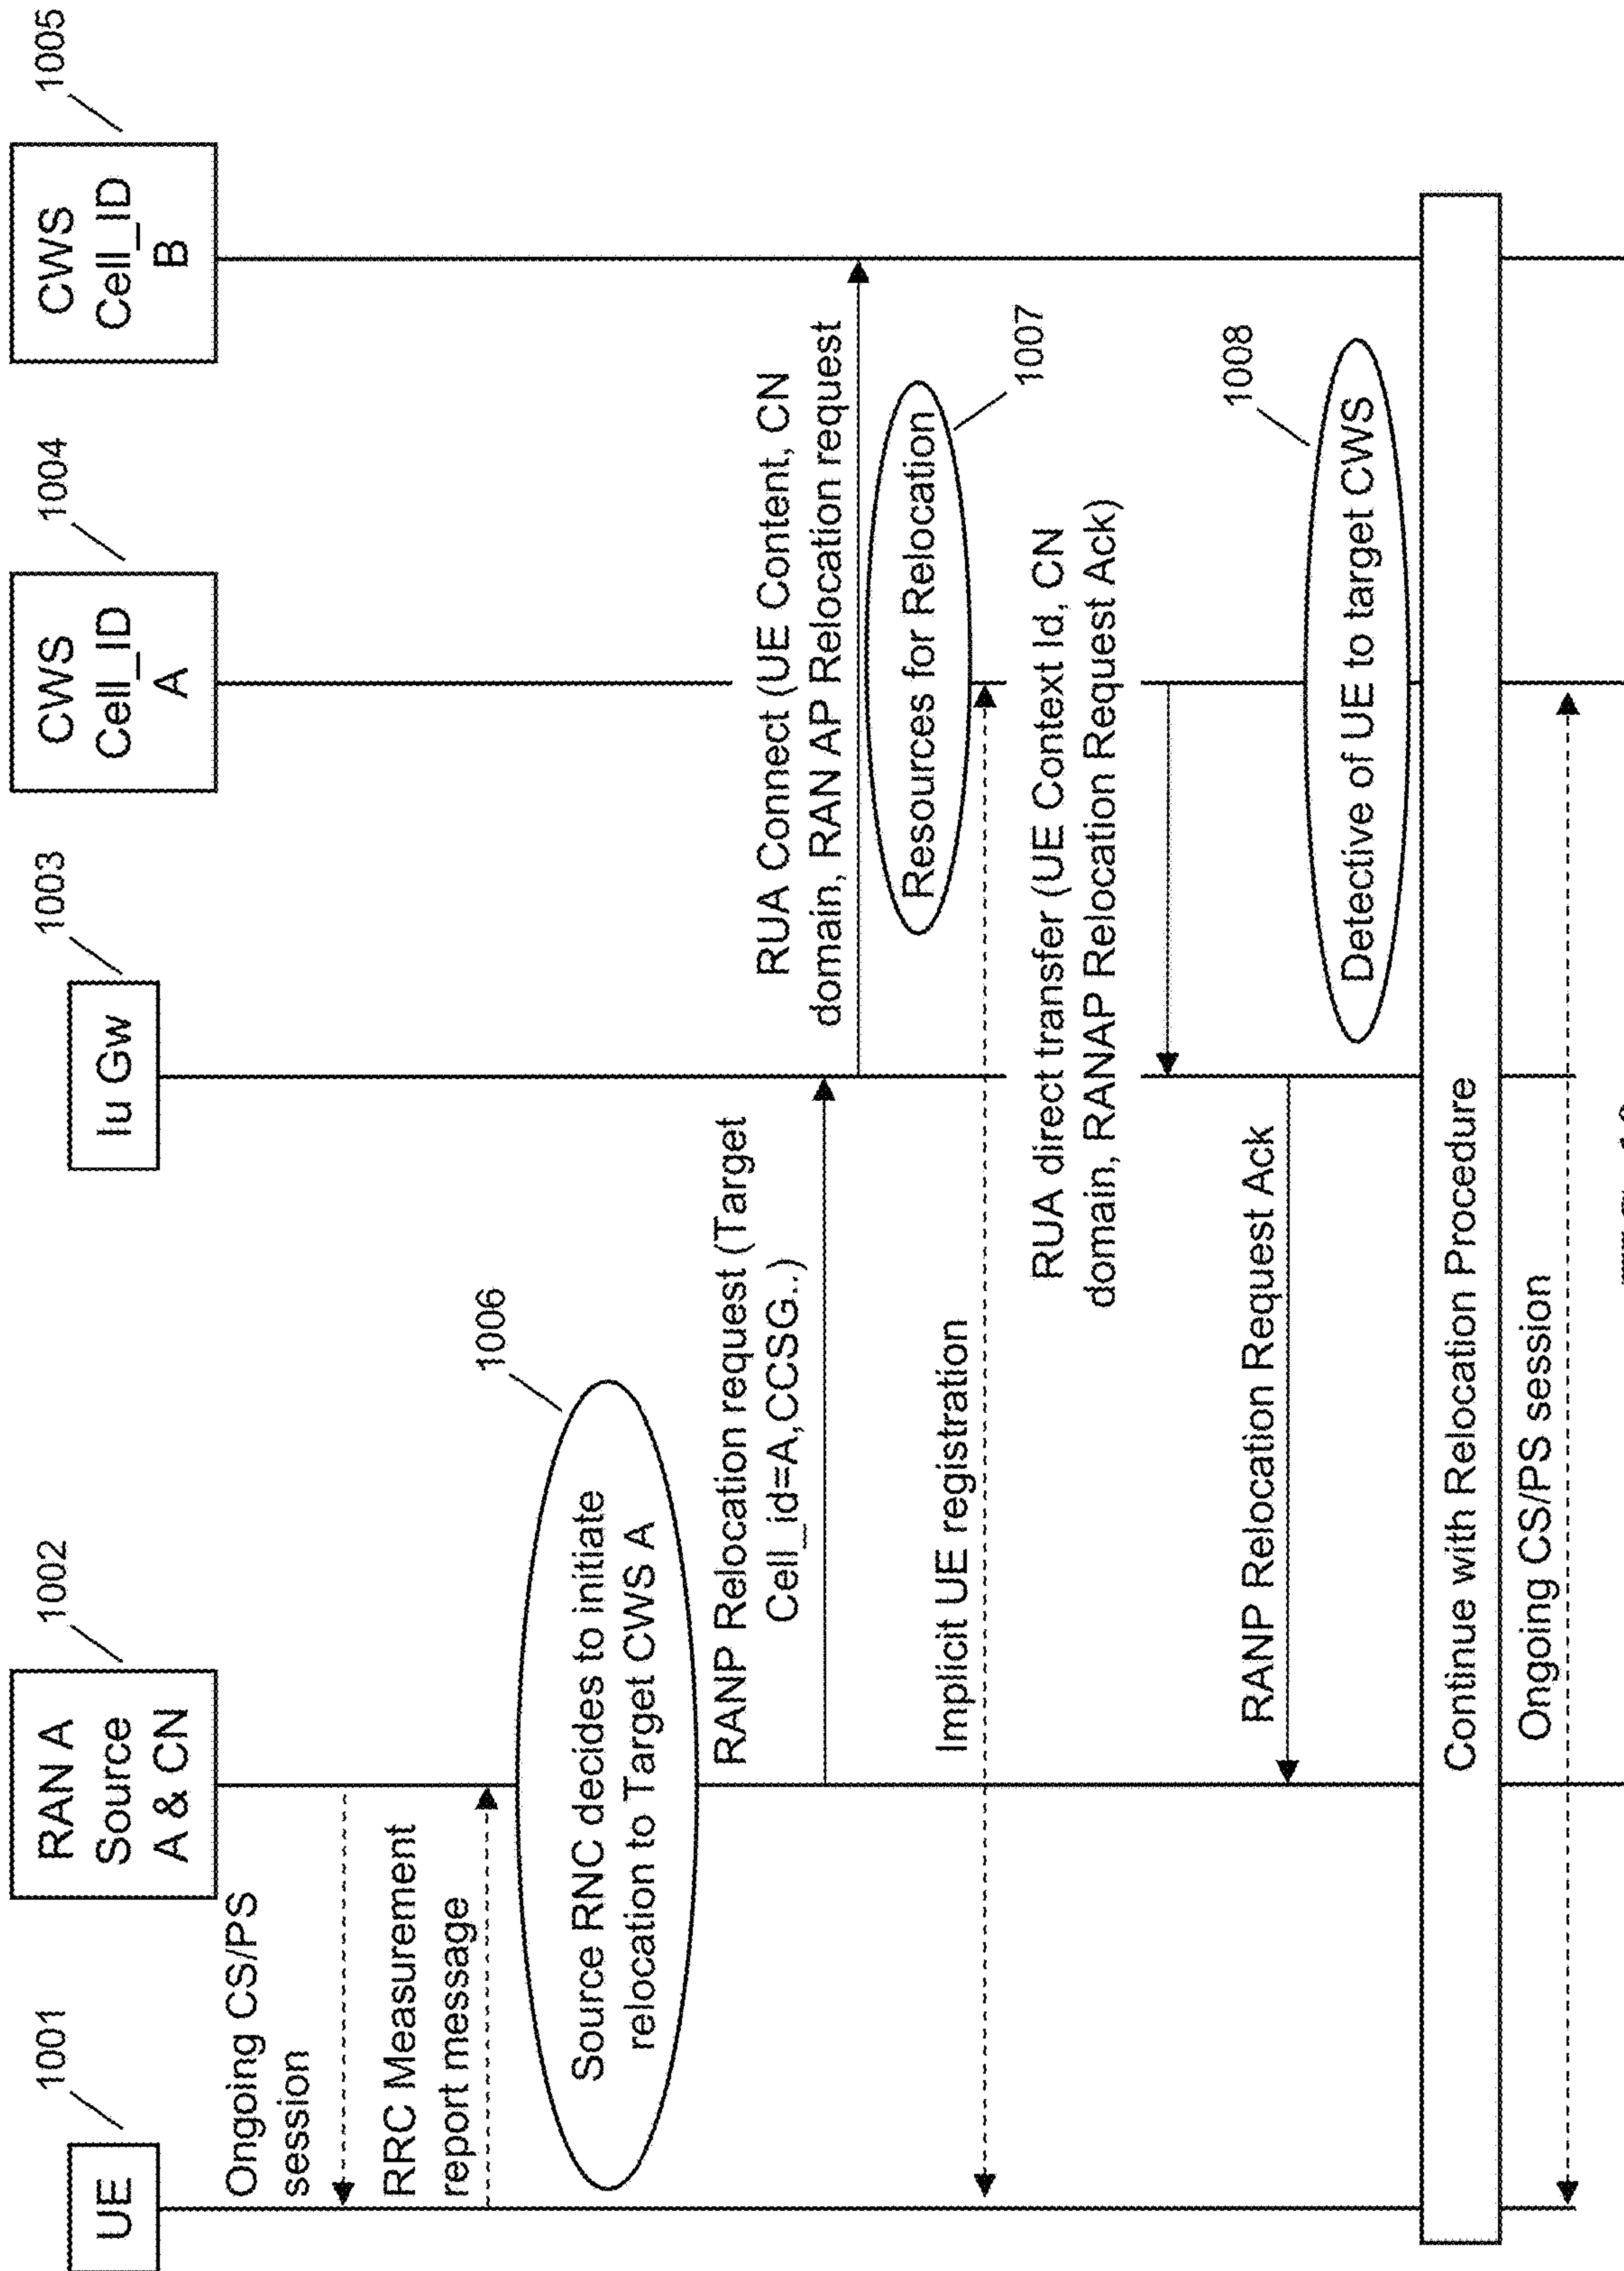 UE
1001
RAN A
Source
A & CN
1002
Iu Gw
1003
CWS
Cell_ID
A
1004
CWS
Cell_ID
B
1005
Ongoing CS/PS
session
RRC Measurement
report message
1006
Source RNC decides to initiate
relocation to Target CWS A
RANP Relocation request (Target
Cell_id=A,CCSG..)
RUA Connect (UE Content, CN
domain, RAN AP Relocation request
Resources for Relocation
1007
Implicit UE registration
RUA direct transfer (UE Context Id, CN
domain, RANAP Relocation Request Ack)
RANP Relocation Request Ack
1008
Detective of UE to target CWS
Continue with Relocation Procedure
Ongoing CS/PS session